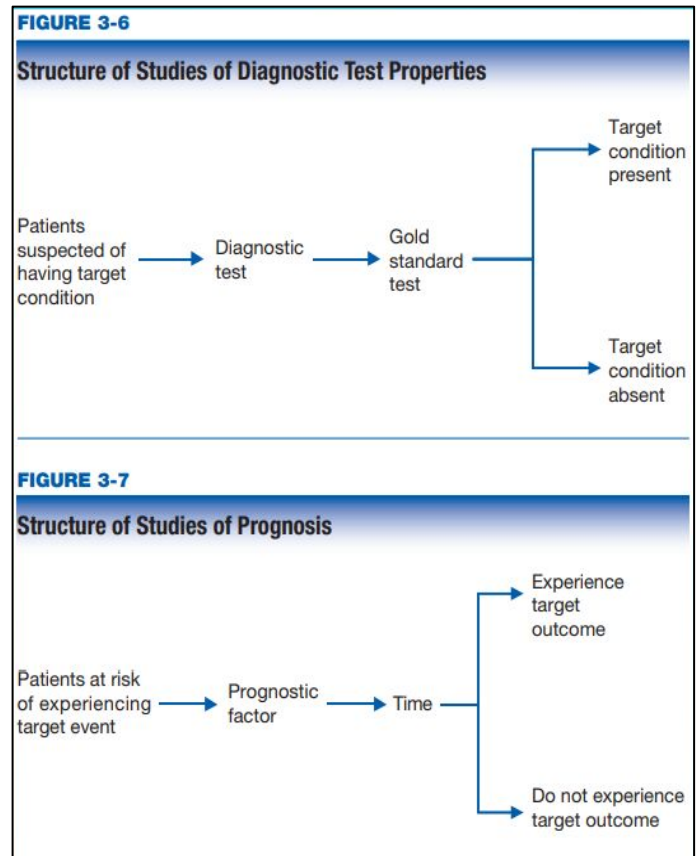 FIGURE 3-6
Structure of Studies of Diagnostic Test Properties
Patients
suspected of
having target
condition
Diagnostic
test
Gold
standard
test
Target
condition
present
Target
condition
absent
FIGURE 3-7
Structure of Studies of Prognosis
Patients at risk
of experiencing
target event
Prognostic
factor
Time
Experience
target
outcome
Do not experience
target outcome